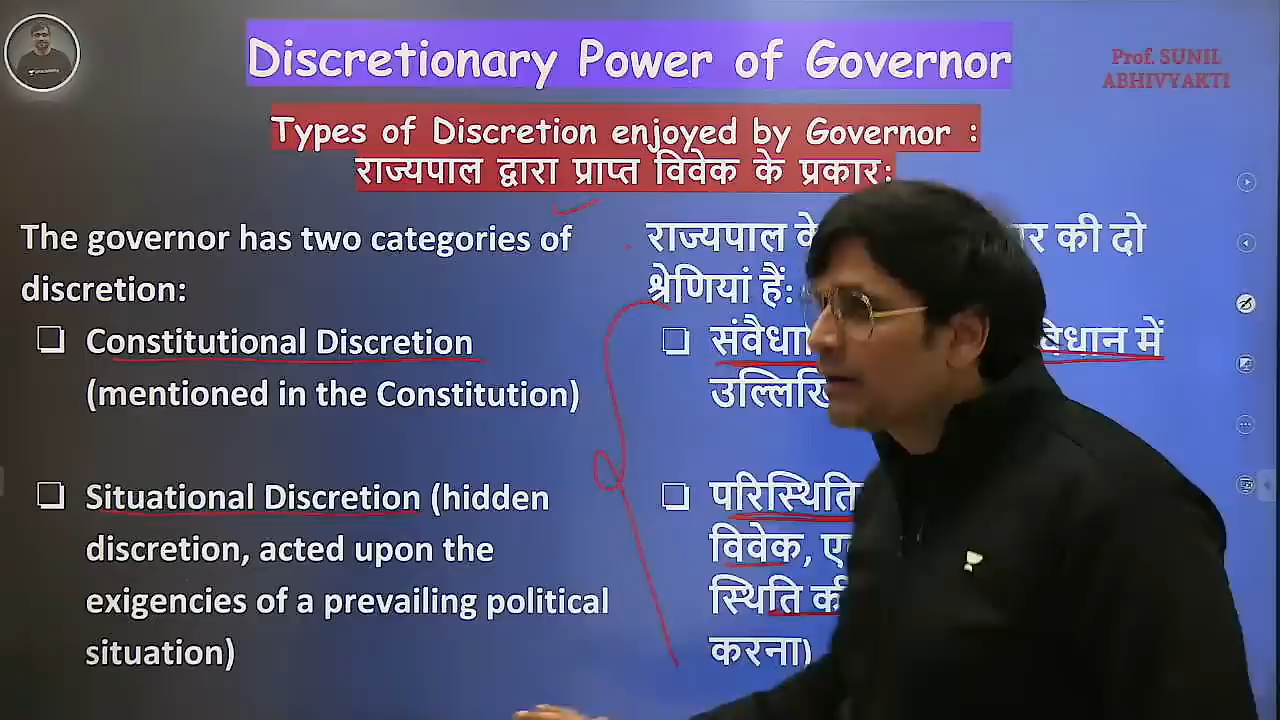 Discretionary Power of Governor
Prof. SUNIL
ABHIVYAKTI
Types of Discretion enjoyed by Governor :
राज्यपाल द्वारा प्राप्त विवेक के प्रकार:
The governor has two categories of
discretion:
❑ Constitutional Discretion
(mentioned in the Constitution)
❑ Situational Discretion (hidden
discretion, acted upon the
exigencies of a prevailing political
situation)
राज्यपाल की दो
श्रेणियां हैं:
❑ में
❑
विवेक,
स्थिति की
करना)